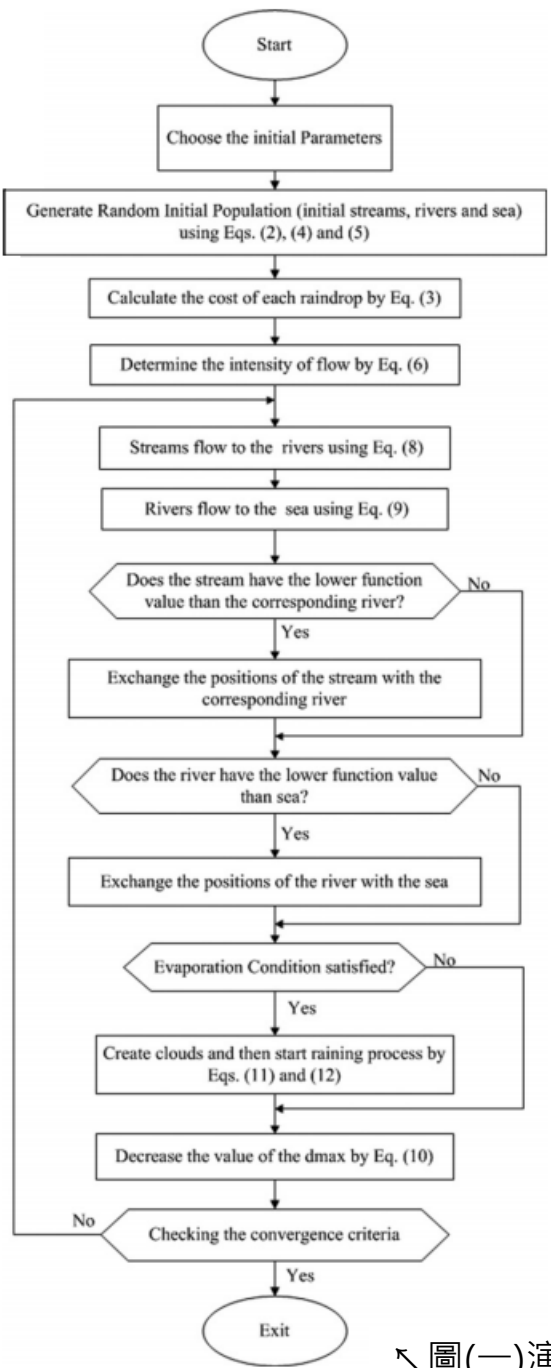 Start
Choose the initial Parameters
Generate Random Initial Population (initial streams, rivers and sea)
using Eqs. (2), (4) and (5)
Calculate the cost of each raindrop by Eq. (3)
Determine the intensity of flow by Eq. (6)
Streams flow to the rivers using Eq. (8)
Rivers flow to the sea using Eq. (9)
Does the stream have the lower function
value than the corresponding river?
No
Yes
Exchange the positions of the stream with the
corresponding river
Does the river have the lower function value
than sea?
No
Yes
Exchange the positions of the river with the sea
Evaporation Condition satisfied?
No
Yes
Create clouds and then start raining process by
Eqs. (11) and (12)
Decrease the value of the dmax by Eq. (10)
No
Checking the convergence criteria
Yes
Exit
↖ 圖(一)